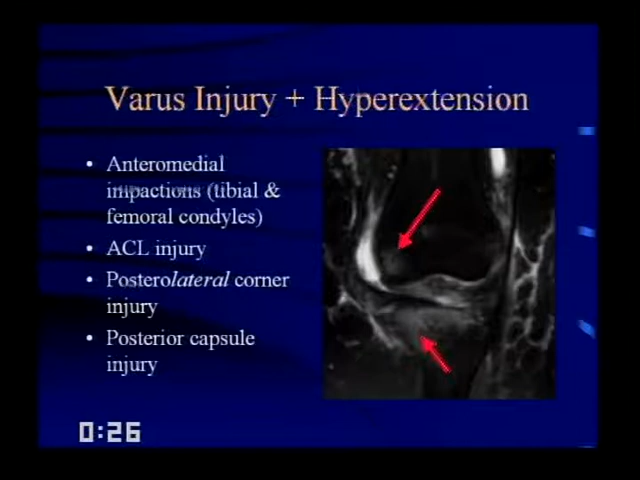 Varus Injury + Hyperextension
• Anteromedial
impactions (tibial &
femoral condyles)
• ACL injury
• Posterolateral corner
injury
• Posterior capsule
injury
0:26